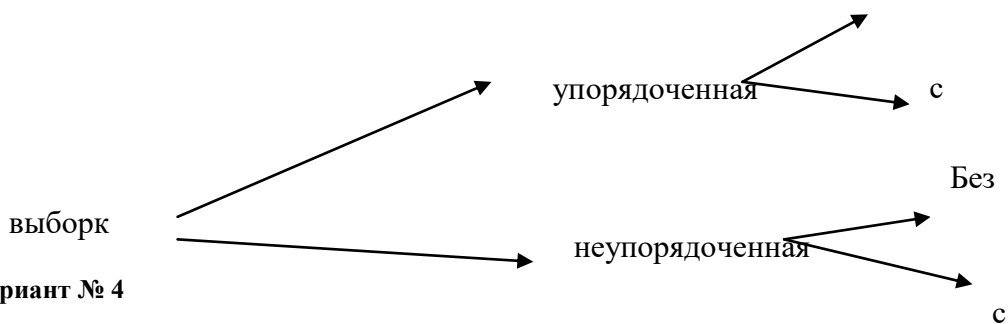 упорядоченная
с
Без
выборк
неупорядоченная
риант № 4
с